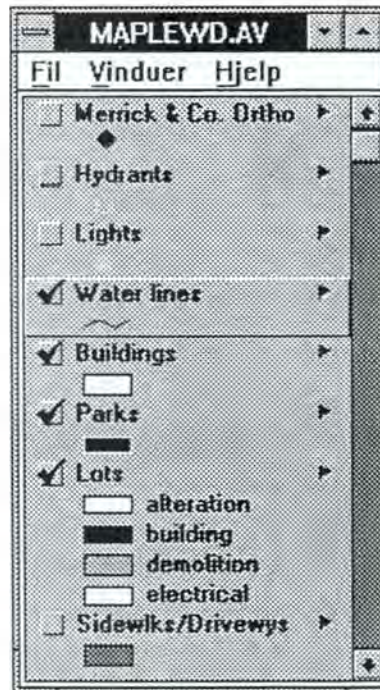 MAPLEWD.AV
Fil Vinduer Hjelp
Merrick & Co. Ortho
Hydrants
Lights
Water lines
Buildings
Parks
Lots
alteration
building
demolition
electrical
Sidewlks/Drivewys